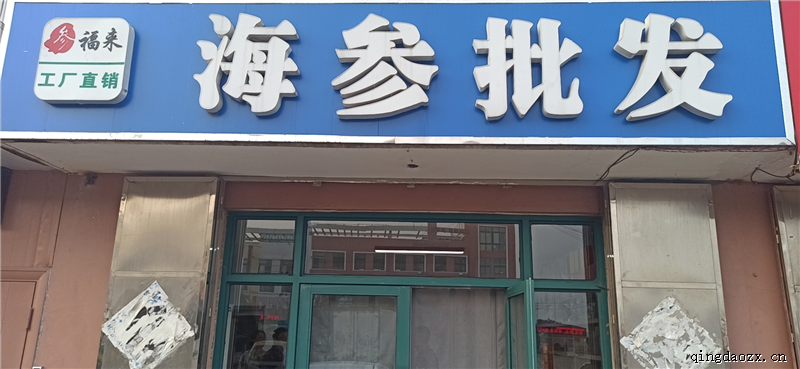 参福来
工厂直销
海参批发
qingdaozx.cn